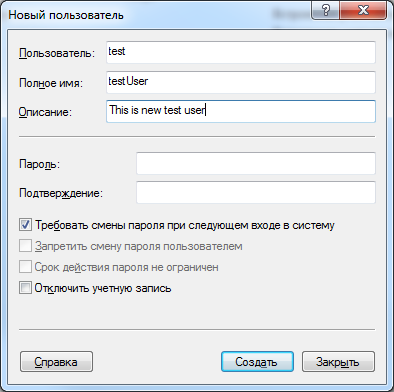 Новый пользователь
Пользователь: test
Полное имя: testUser
Описание: This is new test user
Пароль:
Подтверждение:
Требовать смены пароля при следующем входе в систему
Запретить смену пароля пользователем
Срок действия пароля не ограничен
Отключить учетную запись
Справка Создать Закрыть